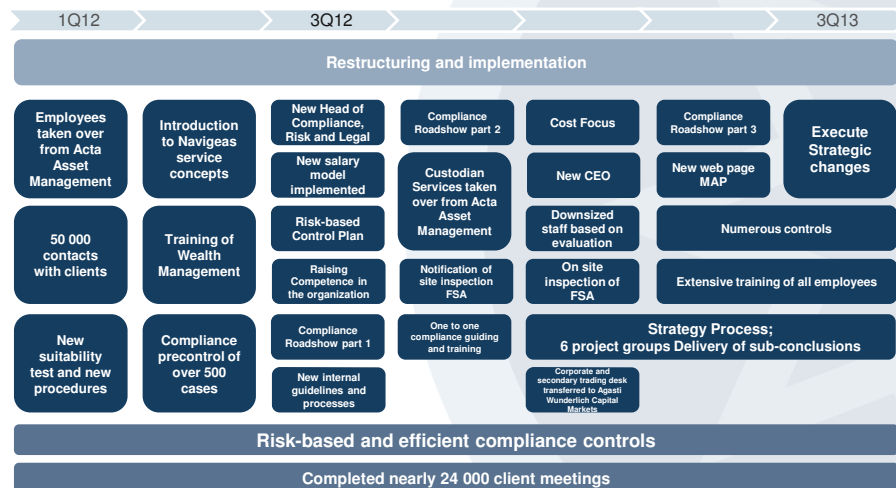 1Q12
3Q12
3Q13
Restructuring and implementation
Employees
taken over
from Acta
Asset
Management
Introduction
to Navigeas
service
concepts
New Head of
Compliance,
Risk and Legal
Compliance
Roadshow part 2
Cost Focus
Compliance
Roadshow part 3
Execute
Strategic
changes
New salary
model
implemented
Custodian
Services taken
over from Acta
Asset
Management
New CEO
New web page
MAP
50 000
contacts
with clients
Training of
Wealth
Management
Risk-based
Control Plan
Downsized
staff based on
evaluation
Numerous controls
Raising
Competence in
the organization
Notification of
site inspection
FSA
On site
inspection of
FSA
Extensive training of all employees
New
suitability
test and new
procedures
Compliance
precontrol of
over 500
cases
Compliance
Roadshow part 1
One to one
compliance guiding
and training
Strategy Process;
6 project groups Delivery of sub-conclusions
New internal
guidelines and
processes
Corporate and
secondary trading desk
transferred to Agasti
Wunderlich Capital
Markets
Risk-based and efficient compliance controls
Completed nearly 24 000 client meetings